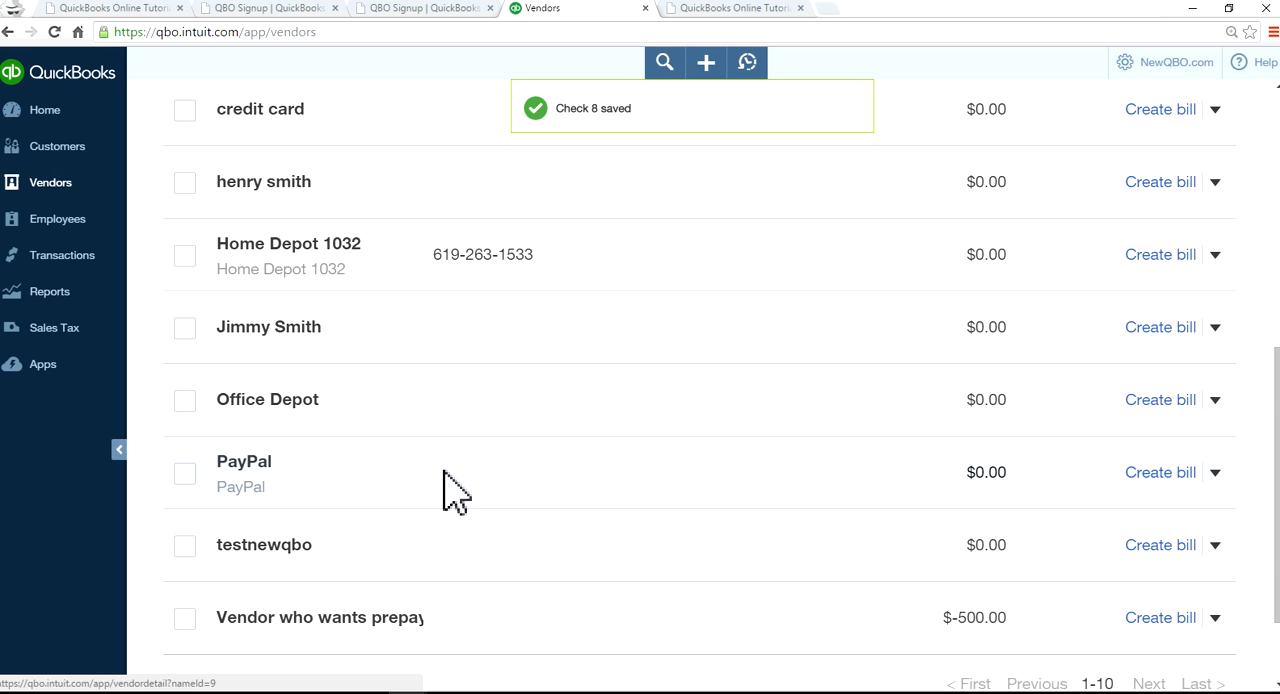 QuickBooks Online Tutori
QBO Signup | QuickBooks
QBO Signup | QuickBooks
Vendors
QuickBooks Online Tutori
https://qbo.intuit.com/app/vendors
qb QuickBooks
NewQBO.com
Help
Check 8 saved
Home
Customers
Vendors
Employees
Transactions
Reports
Sales Tax
Apps
credit card $0.00 Create bill
henry smith $0.00 Create bill
Home Depot 1032 619-263-1533 $0.00 Create bill
Home Depot 1032
Jimmy Smith $0.00 Create bill
Office Depot $0.00 Create bill
PayPal $0.00 Create bill
PayPal
testnewqbo $0.00 Create bill
Vendor who wants prepay $-500.00 Create bill
< First Previous 1-10 Next Last >
ttps://qbo.intuit.com/app/vendordetail?nameId=9